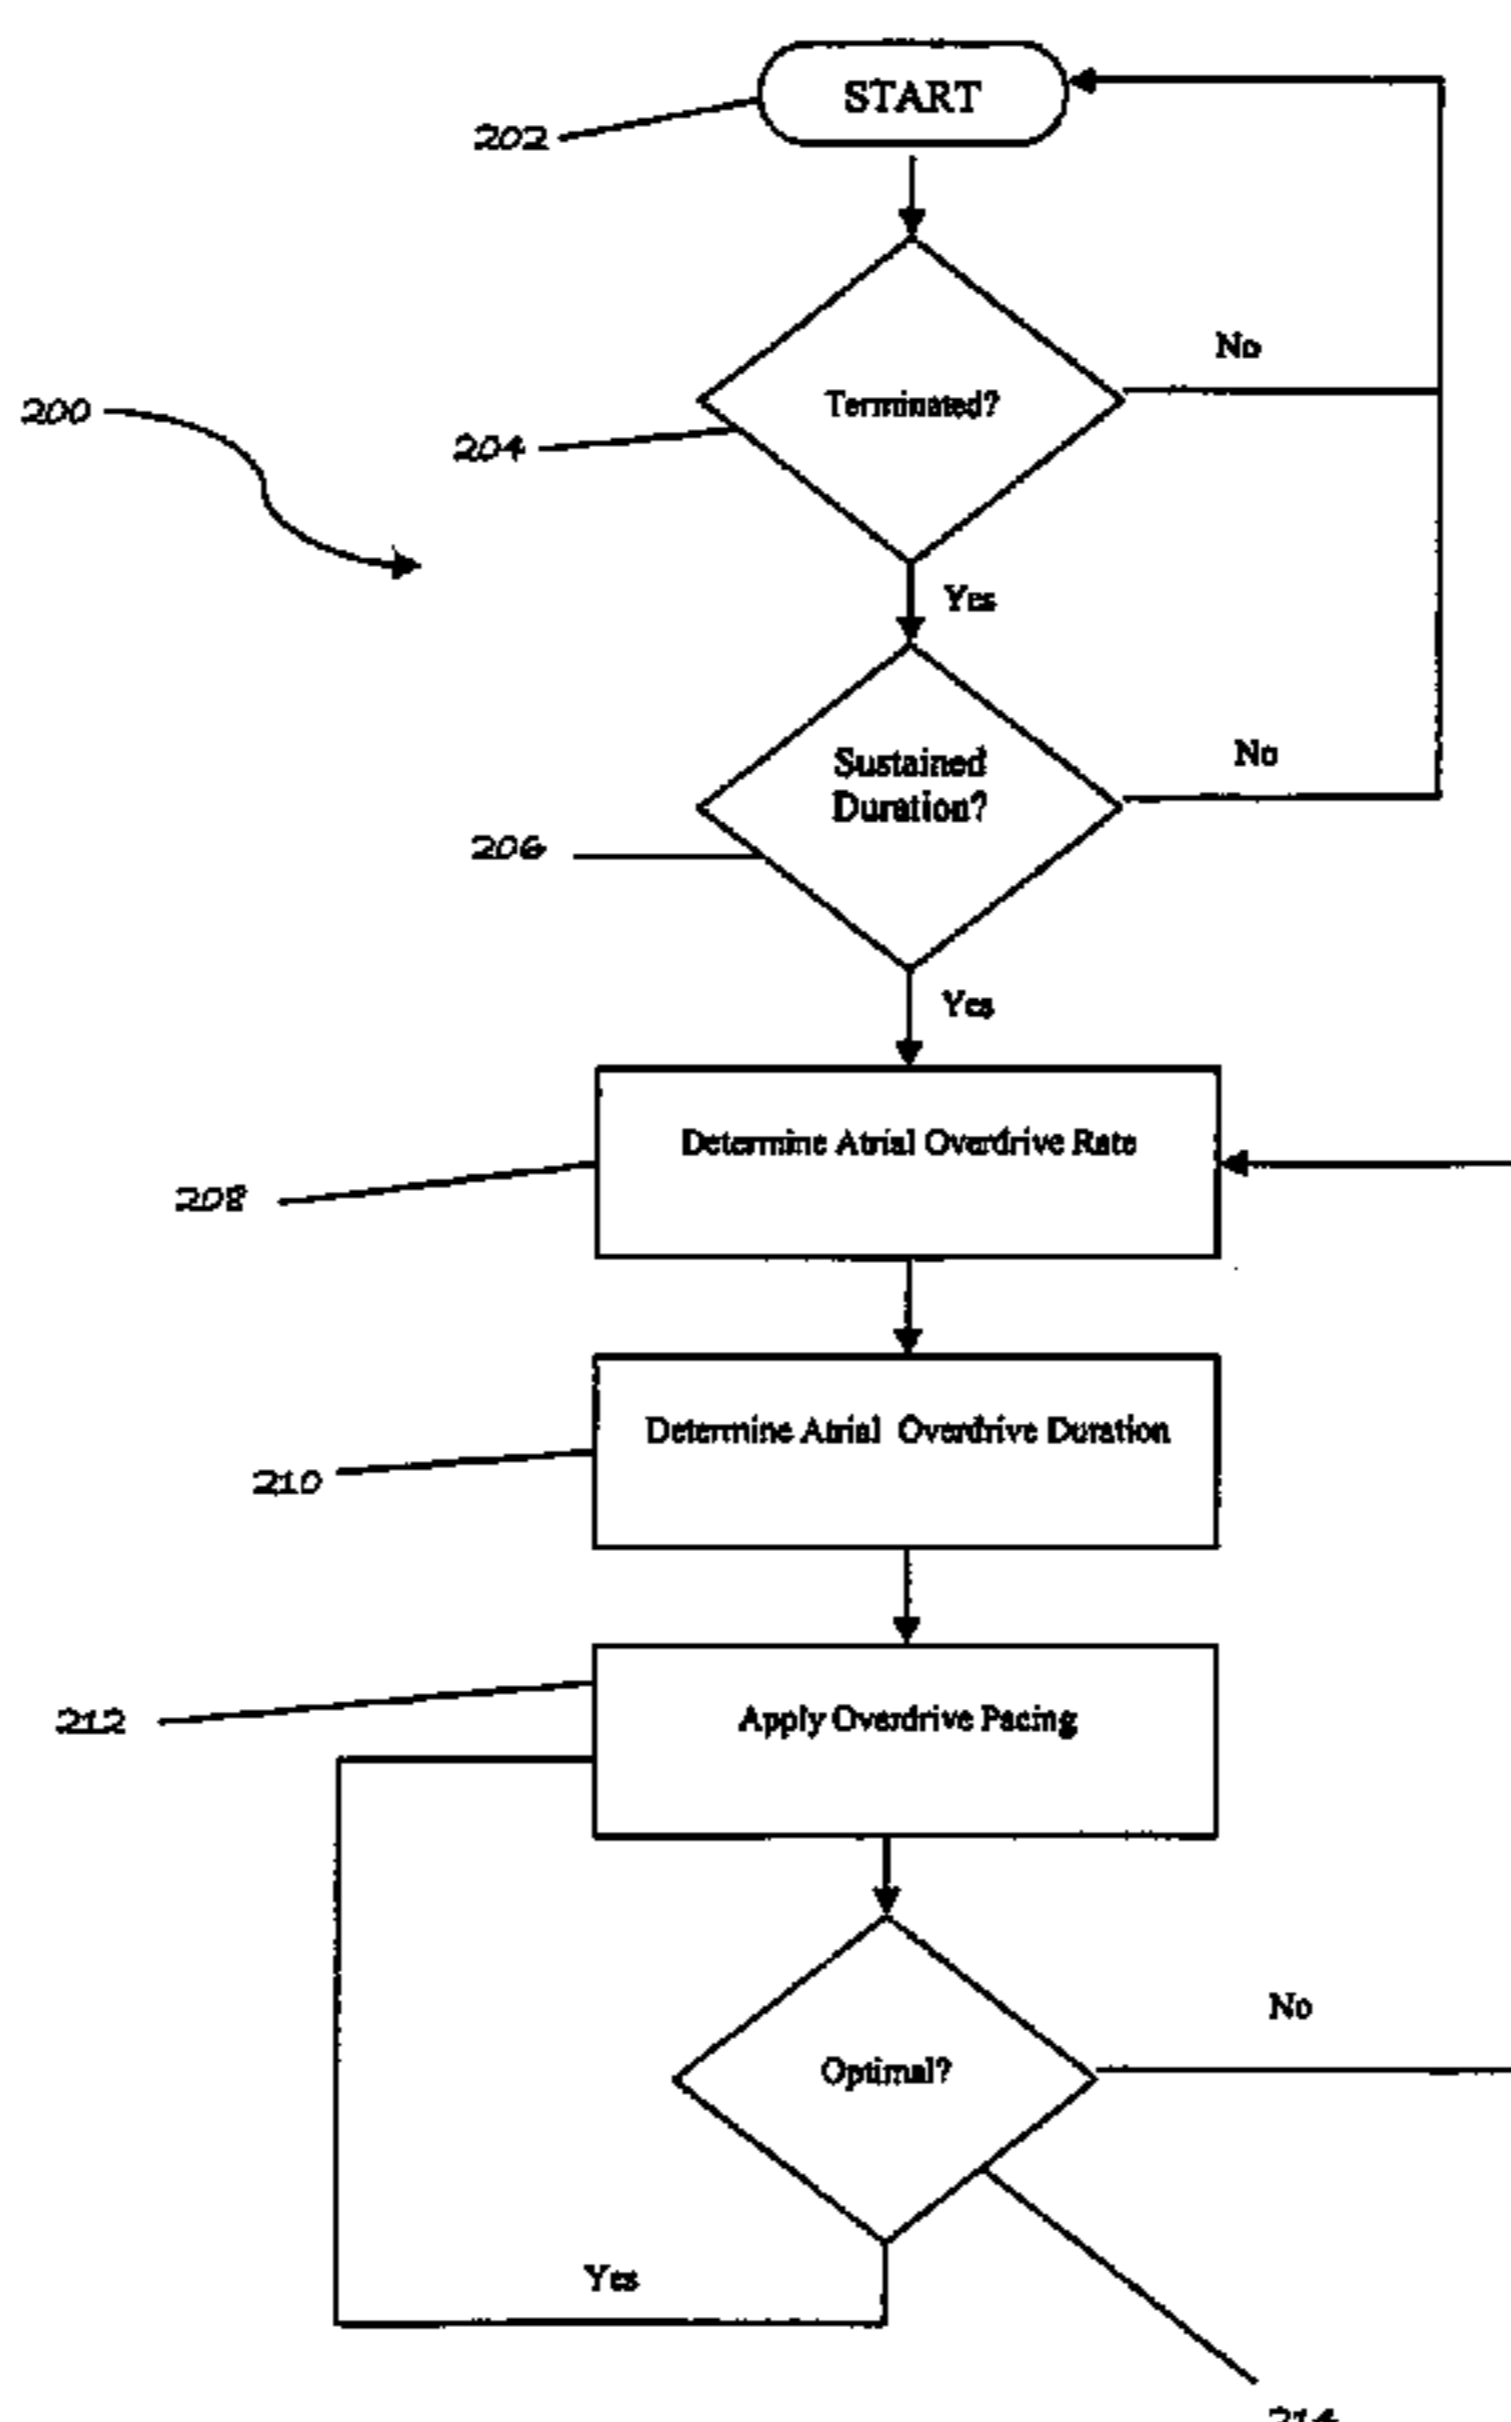 START
202
No
Terminated?
200
204
Yes
Sustained
Duration?
No
206
Yes
Determine Atrial Overdrive Rate
208
Determine Atrial Overdrive Duration
210
Apply Overdrive Pacing
212
No
Optimal?
Yes
214